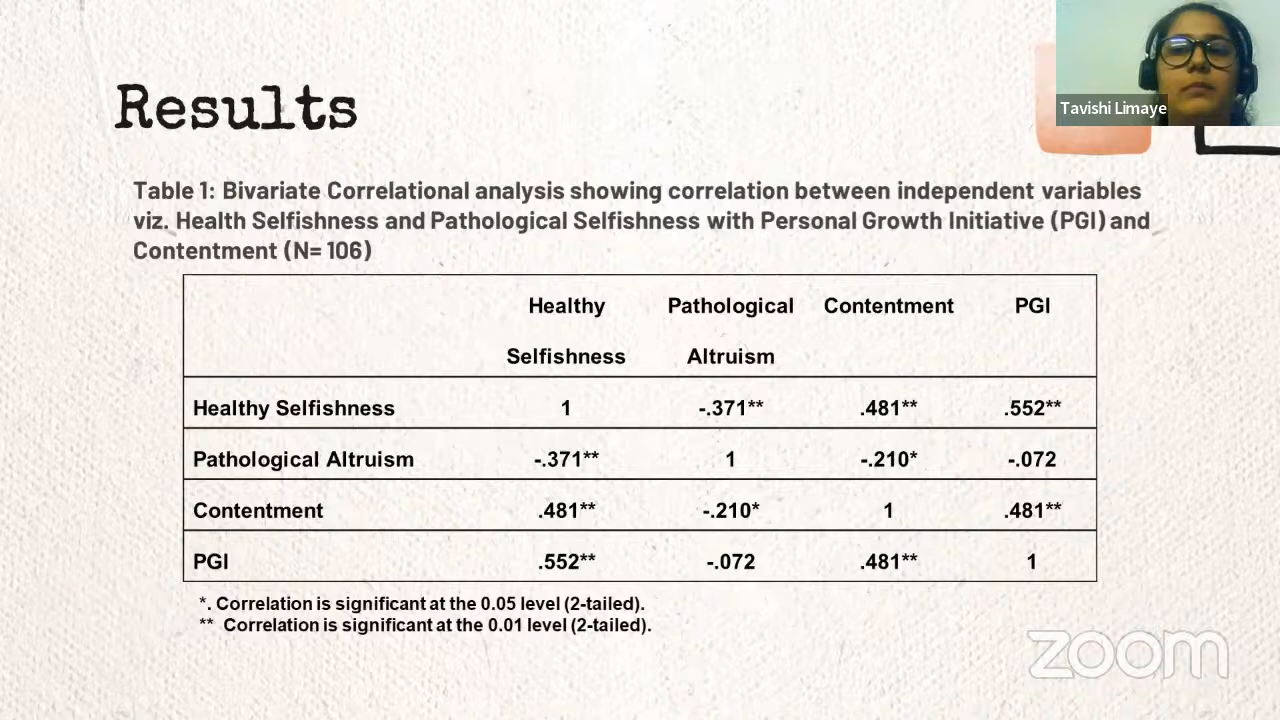 Tavishi Limaye
Results
Table 1: Bivariate Correlational analysis showing correlation between independent variables
viz. Health Selfishness and Pathological Selfishness with Personal Growth Initiative (PGI) and
Contentment (N= 106)
Healthy Selfishness Pathological Altruism Contentment PGI
Healthy Selfishness 1 -.371** .481** .552**
Pathological Altruism -.371** 1 -.210* -.072
Contentment .481** -.210* 1 .481**
PGI .552** -.072 .481** 1
*. Correlation is significant at the 0.05 level (2-tailed).
** Correlation is significant at the 0.01 level (2-tailed).
zoom